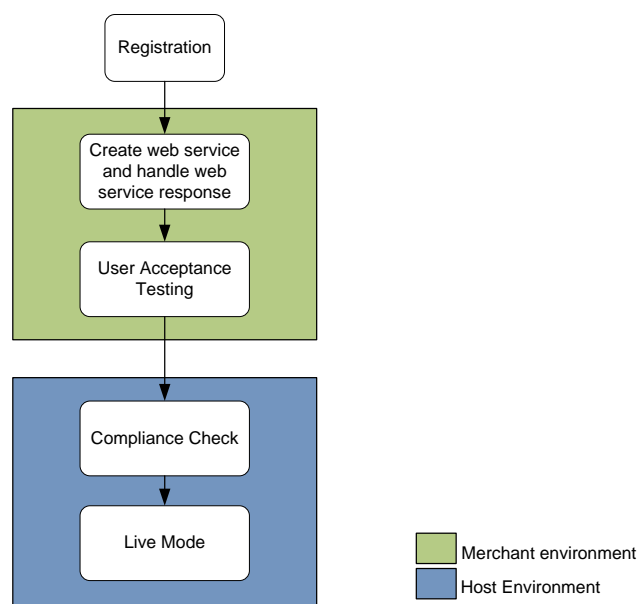 Registration
Create web service
and handle web
service response
User Acceptance
Testing
Compliance Check
Live Mode
Merchant environment
Host Environment